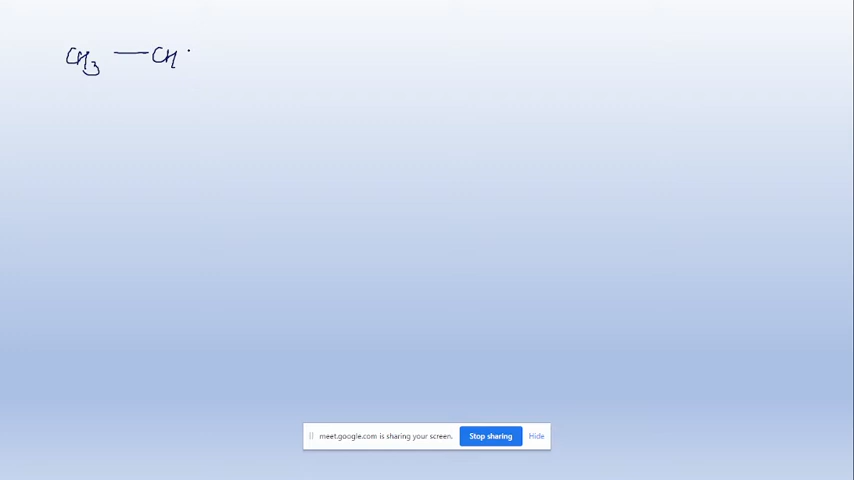 CH₃ — CH
meet.google.com is sharing your screen. Stop sharing Hide